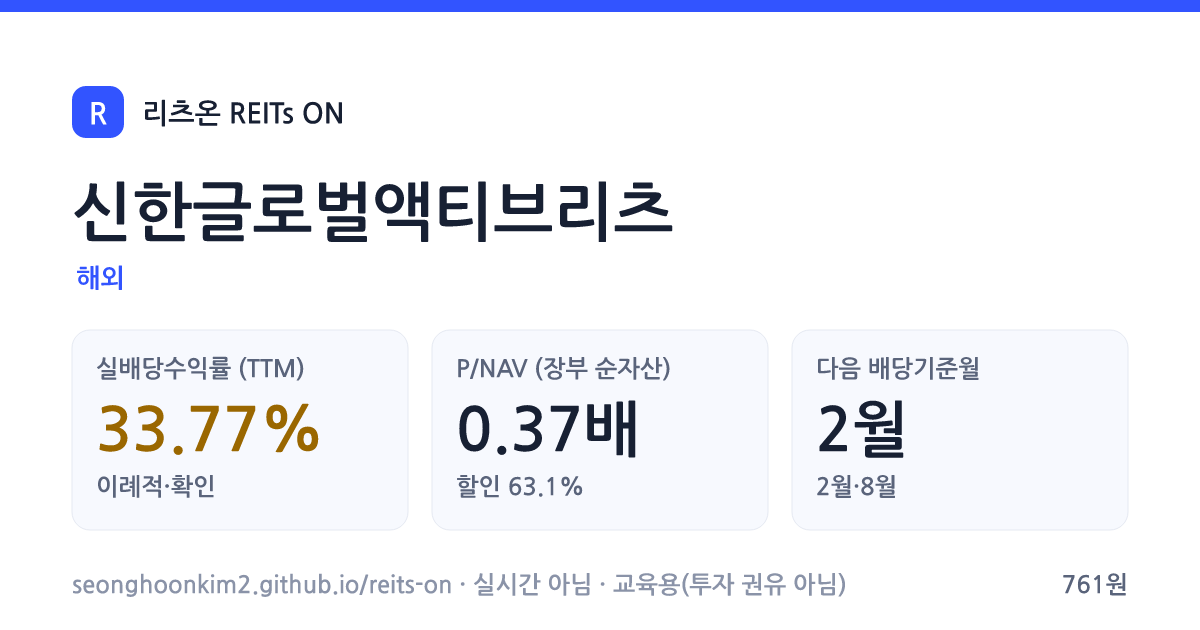 R 리츠온 REITs ON
신한글로벌액티브리츠
해외
실배당수익률 (TTM)
33.77%
이례적·확인
P/NAV (장부 순자산)
0.37배
할인 63.1%
다음 배당기준월
2월
2월·8월
seonghoonkim2.github.io/reits-on · 실시간 아님 · 교육용(투자 권유 아님)
761원